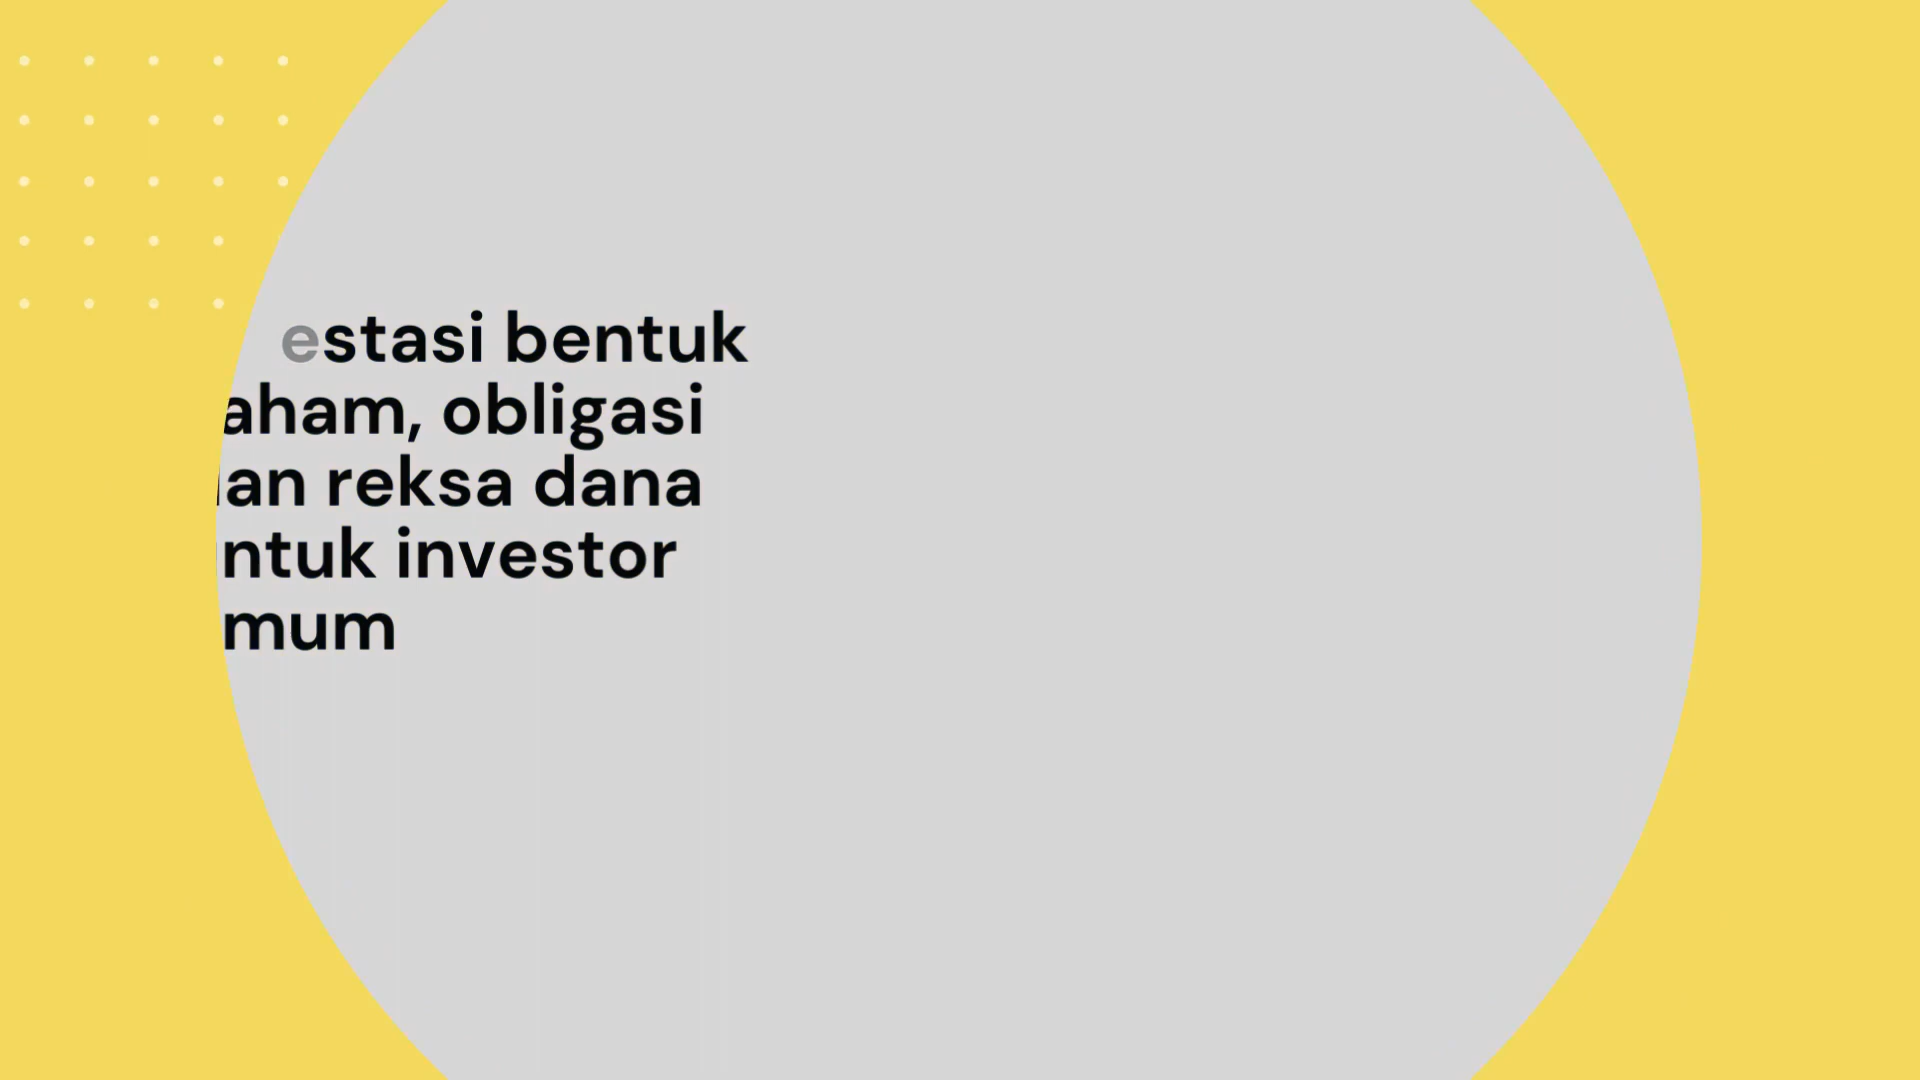 estasi bentuk
aham, obligasi
an reksa dana
ntuk investor
mum